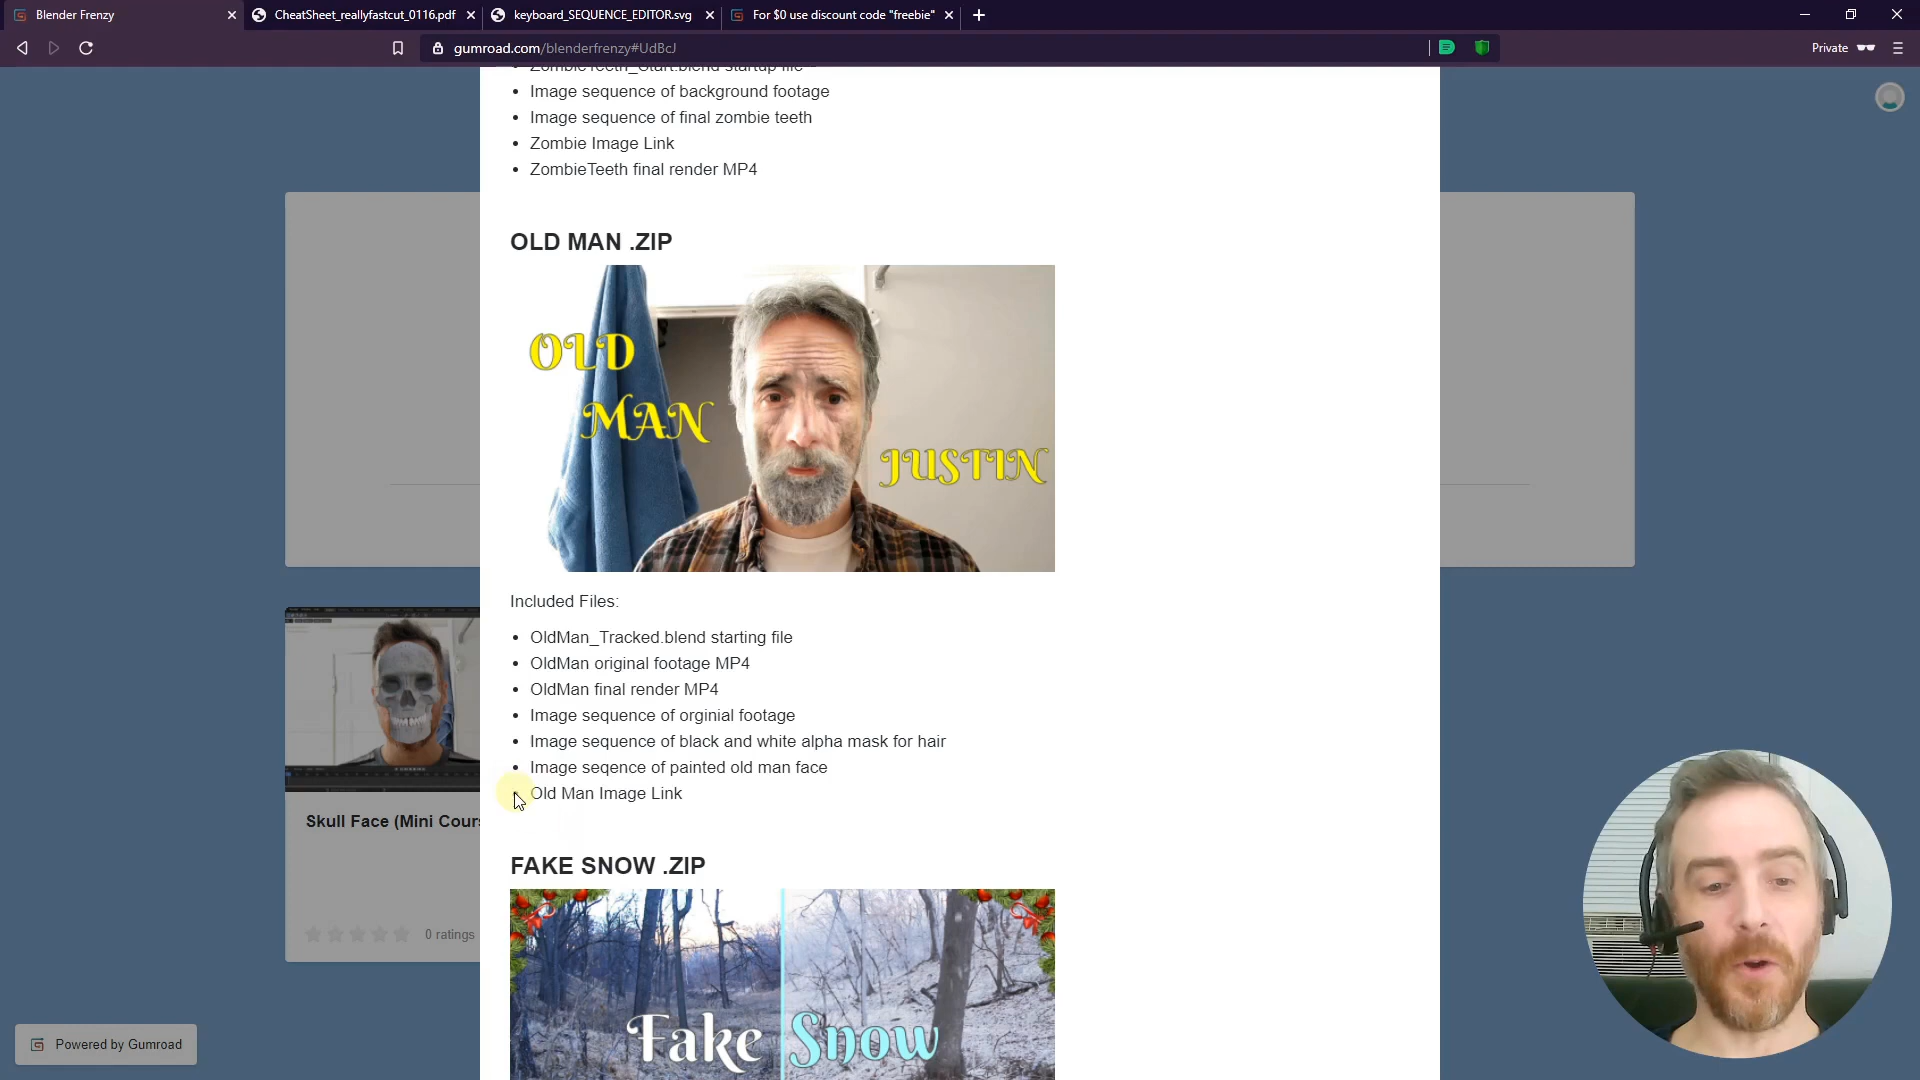 Blender Frenzy
CheatSheet_reallyfastcut_0116.pdf
keyboard_SEQUENCE_EDITOR.svg
For $0 use discount code "freebie"
gumroad.com/blenderfrenzy#UdBcJ
Private
ZombieTeeth_Start.blend startup file
Image sequence of background footage
Image sequence of final zombie teeth
Zombie Image Link
ZombieTeeth final render MP4
OLD MAN .ZIP
OLD
MAN
JUSTIN
Included Files:
OldMan_Tracked.blend starting file
OldMan original footage MP4
OldMan final render MP4
Image sequence of orginial footage
Image sequence of black and white alpha mask for hair
Image seqence of painted old man face
Old Man Image Link
Skull Face (Mini Cours
0 ratings
FAKE SNOW .ZIP
Fake Snow
Powered by Gumroad